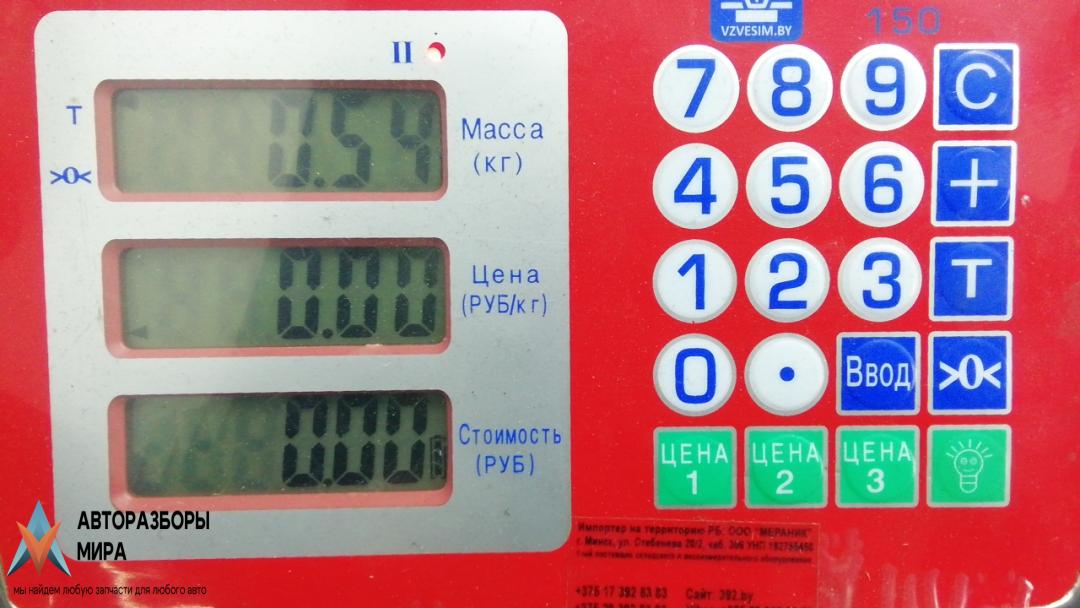 VZVESIM.BY
150
II
T
>0<
0.54
Масса
(кг)
0.00
Цена
(РУБ/кг)
0.00
Стоимость
(РУБ)
7 8 9 C
4 5 6 +
1 2 3 T
0 . Ввод >0<
ЦЕНА ЦЕНА ЦЕНА
1 2 3
Импортер на территорию РБ: ООО "МЕРАНИК"
г. Минск, ул. Стебенева 20/2, каб.
+375 17 392 83 83 Сайт: 392.by
АВТОРАЗБОРЫ
МИРА
мы найдем любую запчасти для любого авто